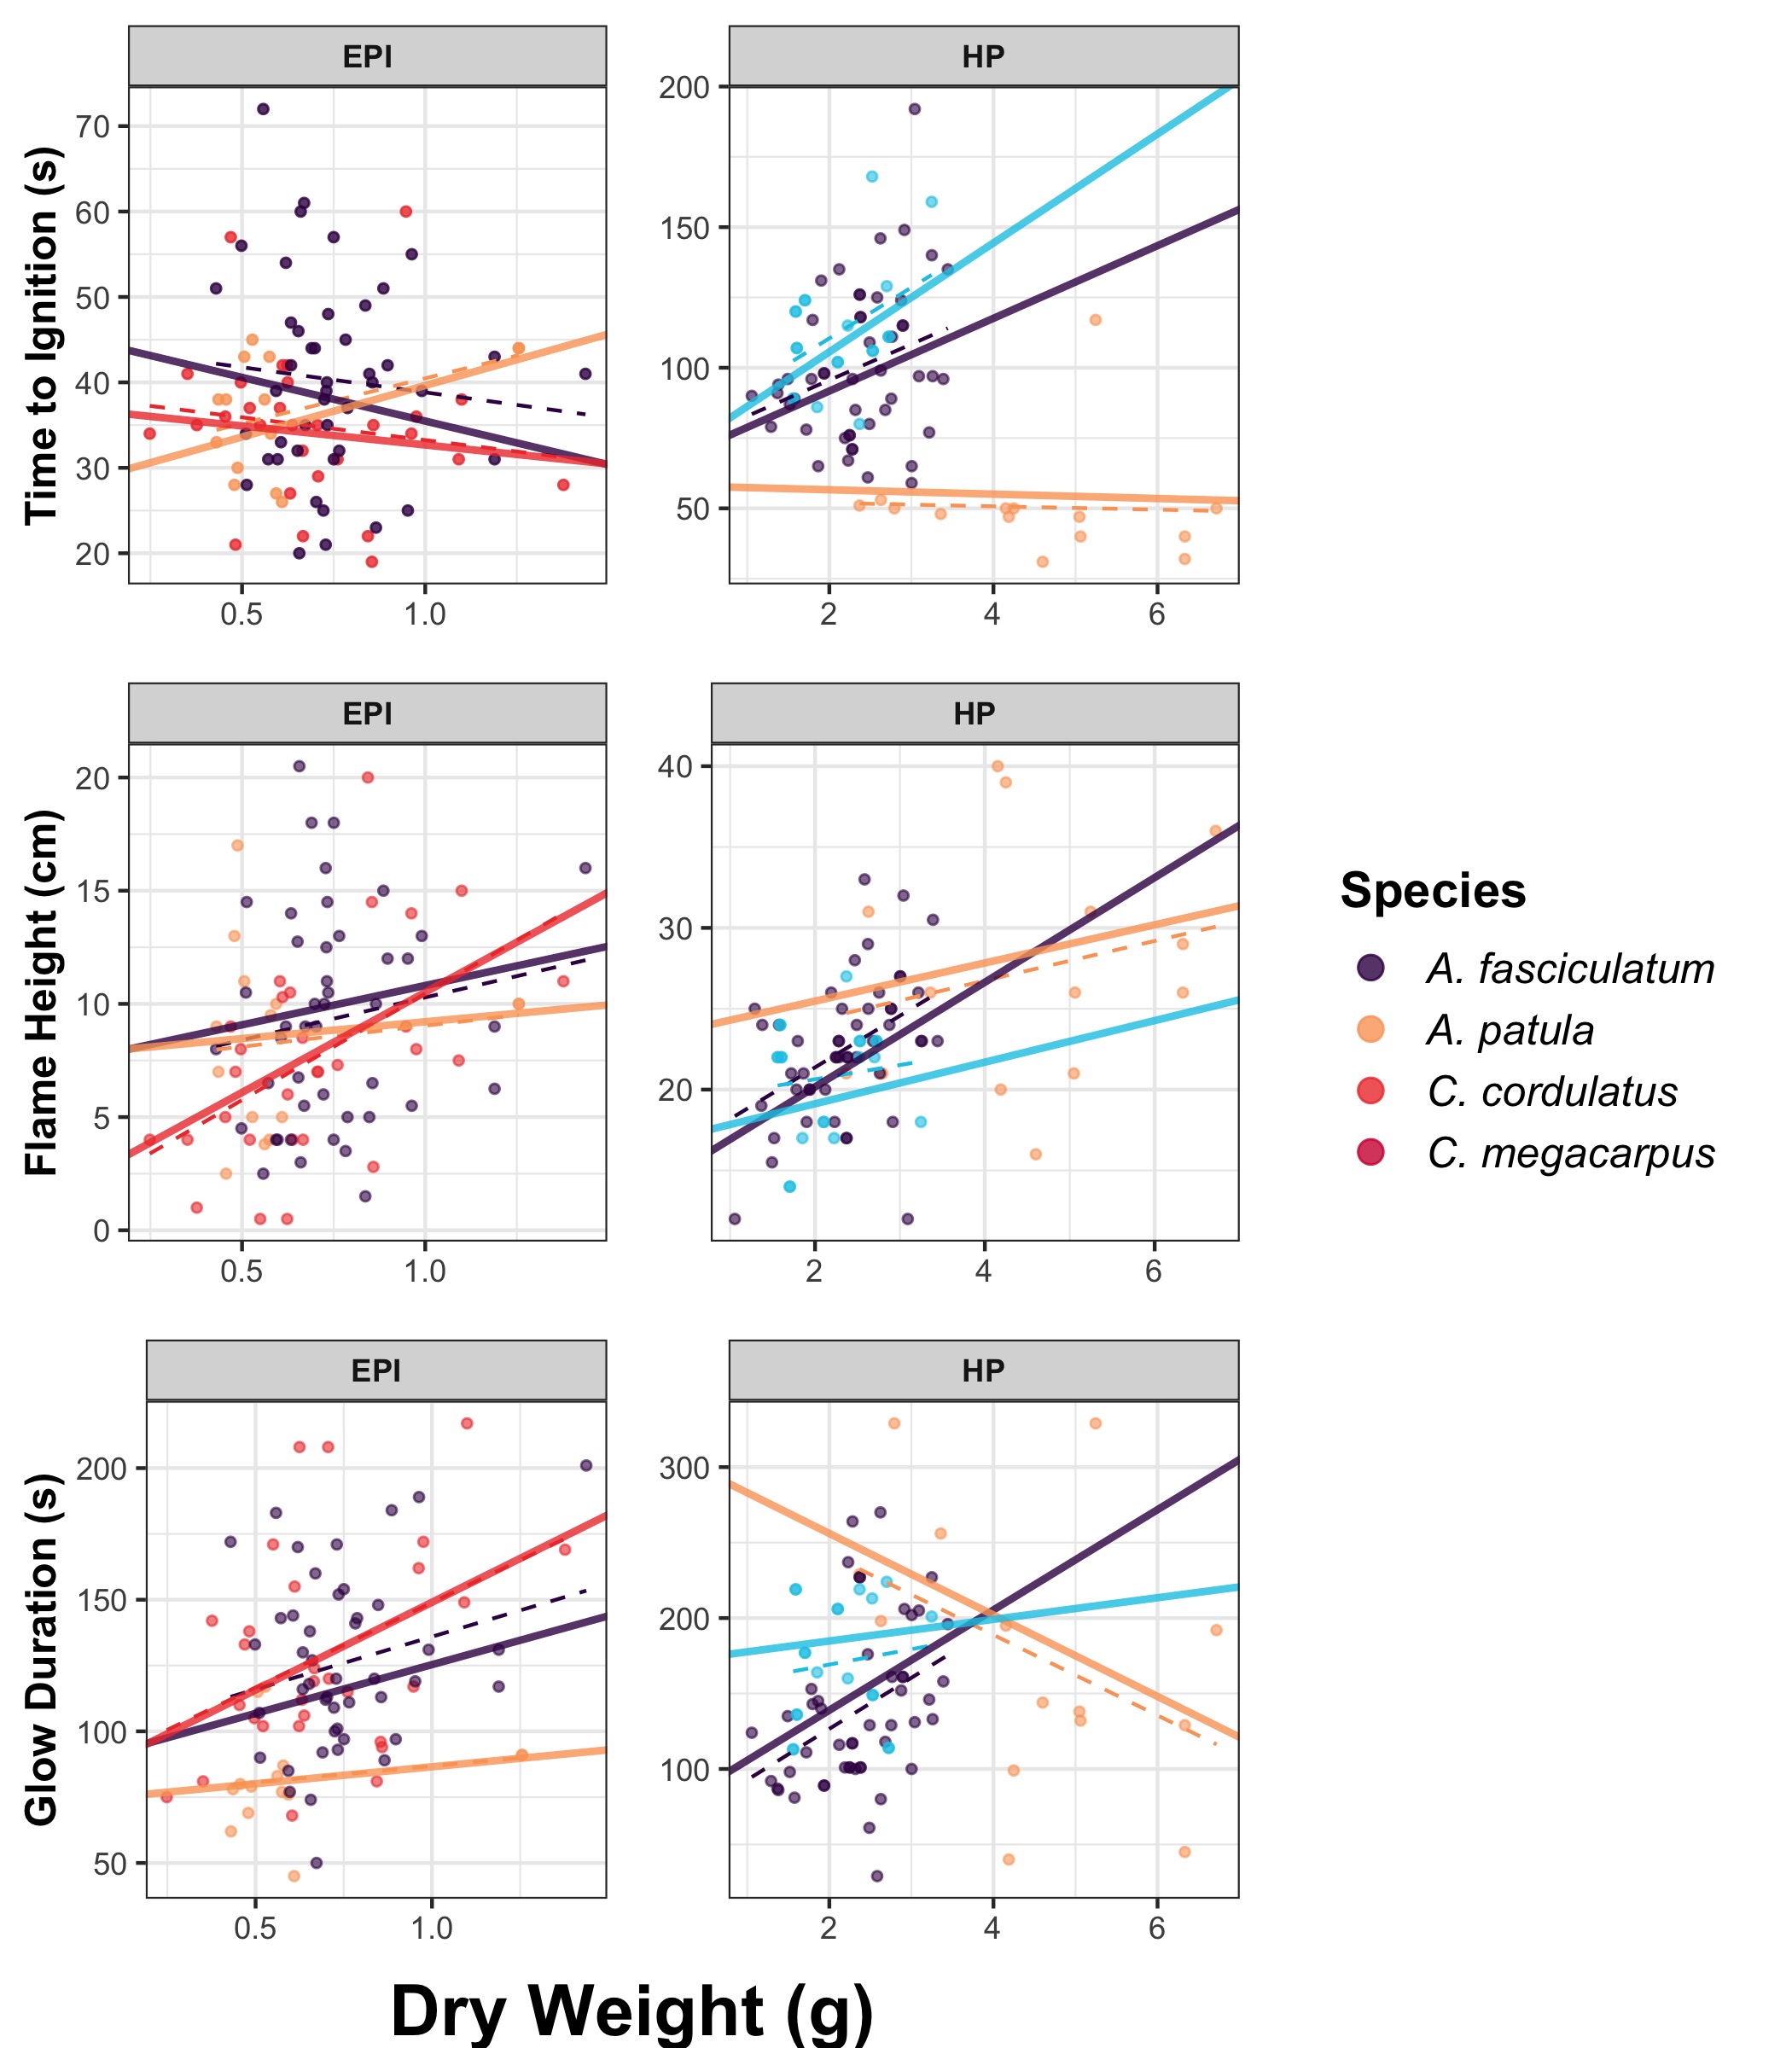 EPI
HP
Time to Ignition (s)
70
60
50
40
30
20
0.5
1.0
200
150
100
50
2
4
6
EPI
HP
Flame Height (cm)
20
15
10
5
0
0.5
1.0
40
30
20
2
4
6
Species
A. fasciculatum
A. patula
C. cordulatus
C. megacarpus
EPI
HP
Glow Duration (s)
200
150
100
50
0.5
1.0
300
200
100
2
4
6
Dry Weight (g)